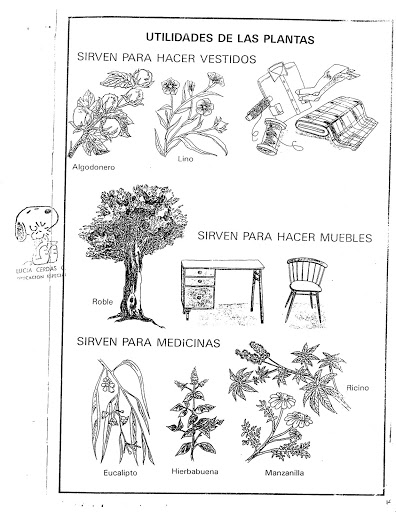 UTILIDADES DE LAS PLANTAS
SIRVEN PARA HACER VESTIDOS
Algodonero
Lino
SIRVEN PARA HACER MUEBLES
LUCIA CERDAS
Roble
SIRVEN PARA MEDICINAS
Ricino
Eucalipto
Hierbabuena
Manzanilla